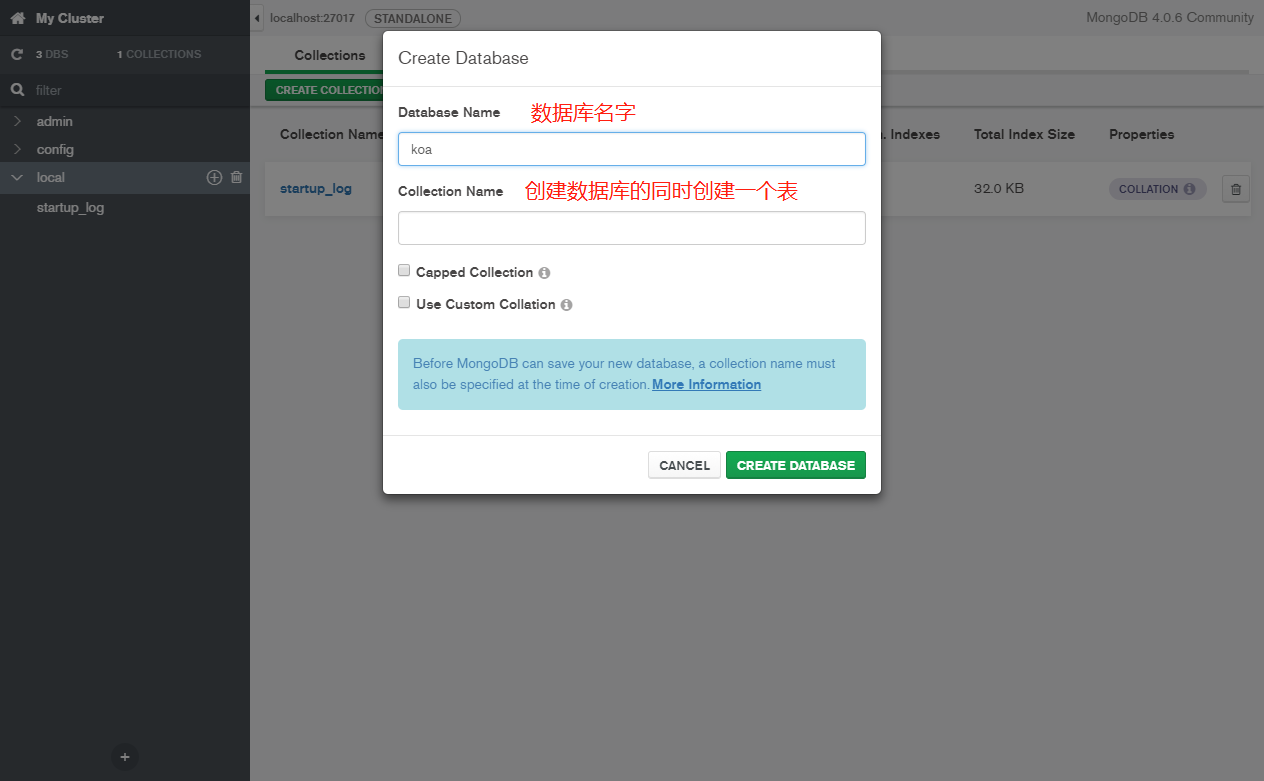 My Cluster
localhost:27017 STANDALONE
MongoDB 4.0.6 Community
3 DBS 1 COLLECTIONS
filter
admin
config
local
startup_log
Collections
CREATE COLLECTION
Collection Name
Indexes Total Index Size Properties
startup_log
32.0 KB COLLATION
Create Database
Database Name 数据库名字
koa
Collection Name 创建数据库的同时创建一个表
Capped Collection
Use Custom Collation
Before MongoDB can save your new database, a collection name must
also be specified at the time of creation. More Information
CANCEL CREATE DATABASE